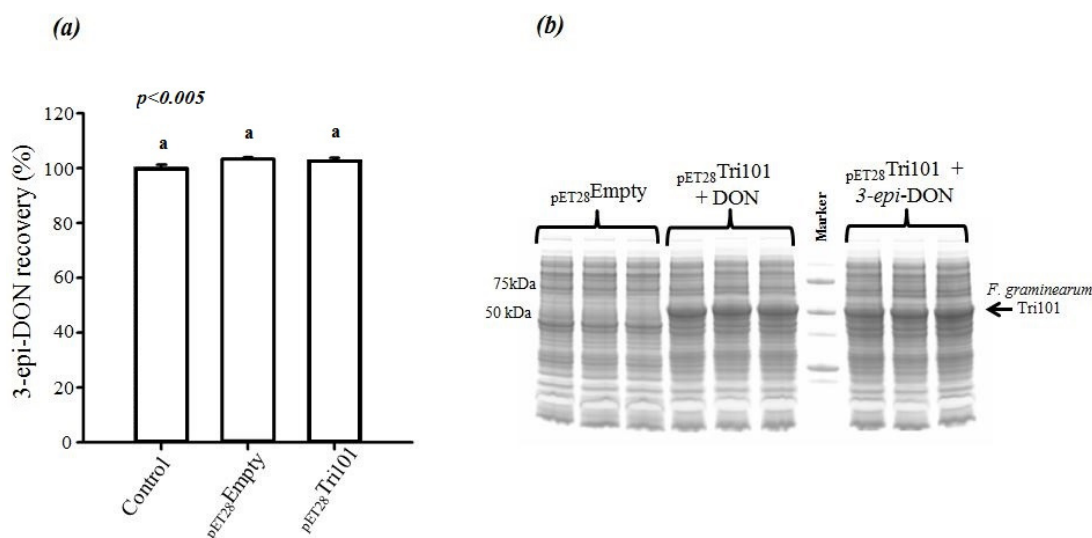 (a)
p<0.005
3-epi-DON recovery (%)
120
100
80
60
40
20
0
a
a
a
Control
pET28Empty
pET28Tri101
(b)
pET28Empty
pET28Tri101
+ DON
Marker
pET28Tri101 +
3-epi-DON
75kDa
50 kDa
F. graminearum
Tri101